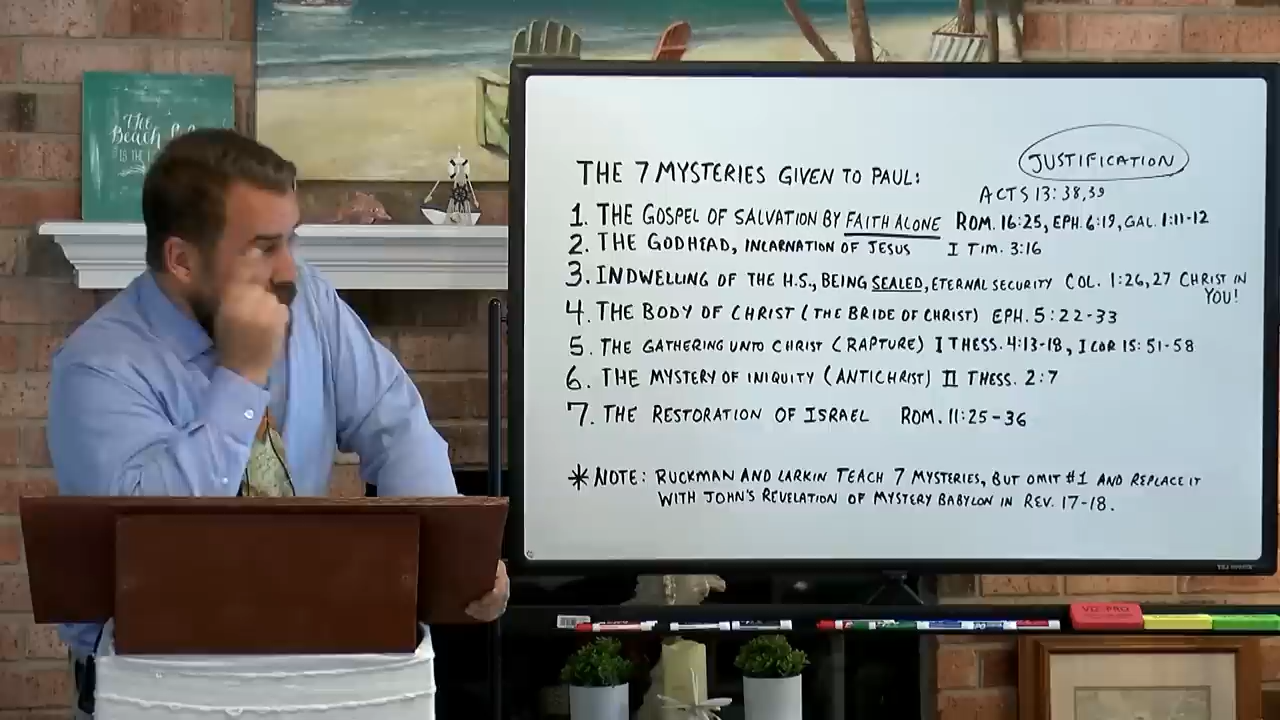 The
Beach
IS THE
JUSTIFICATION
THE 7 MYSTERIES GIVEN TO PAUL:
ACTS 13:38,39
1. THE GOSPEL OF SALVATION BY FAITH ALONE ROM. 16:25, EPH. 6:19, GAL. 1:11-12
2. THE GODHEAD, INCARNATION OF JESUS I TIM. 3:16
3. INDWELLING OF THE H.S., BEING SEALED, ETERNAL SECURITY COL. 1:26,27 CHRIST IN
YOU!
4. THE BODY OF CHRIST (THE BRIDE OF CHRIST) EPH. 5:22-33
5. THE GATHERING UNTO CHRIST (RAPTURE) I THESS. 4:13-18, I COR 15:51-58
6. THE MYSTERY OF INIQUITY (ANTICHRIST) II THESS. 2:7
7. THE RESTORATION OF ISRAEL ROM. 11:25-36
*NOTE: RUCKMAN AND LARKIN TEACH 7 MYSTERIES, BUT OMIT #1 AND REPLACE IT
WITH JOHN'S REVELATION OF MYSTERY BABYLON IN REV. 17-18.